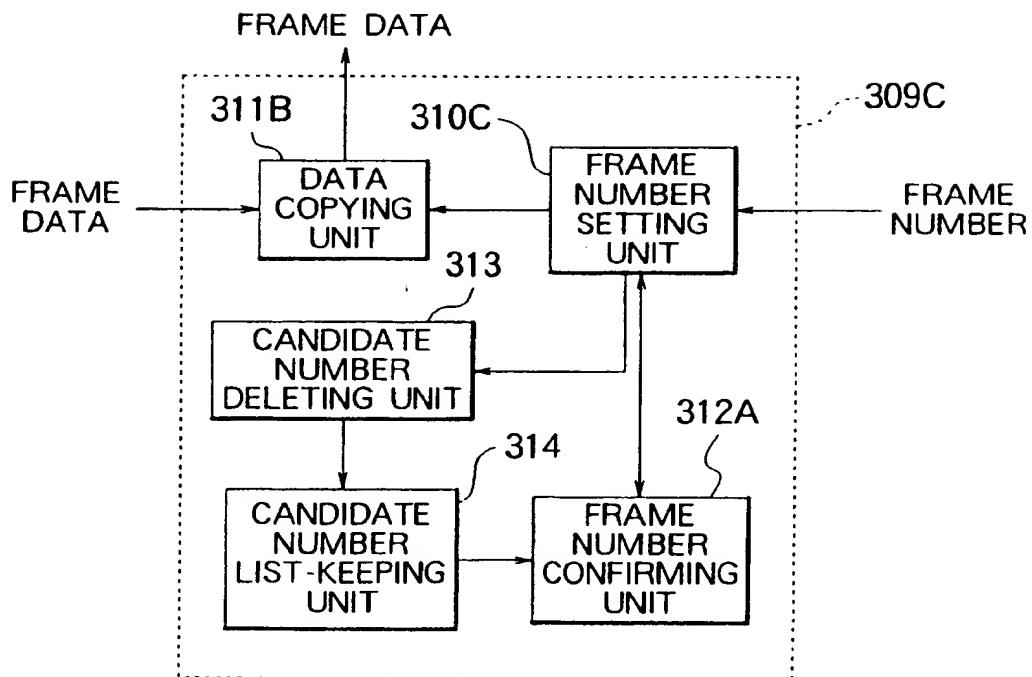 FRAME DATA
309C
311B
310C
FRAME
DATA
DATA
COPYING
UNIT
FRAME
NUMBER
SETTING
UNIT
FRAME
NUMBER
313
CANDIDATE
NUMBER
DELETING UNIT
312A
314
CANDIDATE
NUMBER
LIST-KEEPING
UNIT
FRAME
NUMBER
CONFIRMING
UNIT